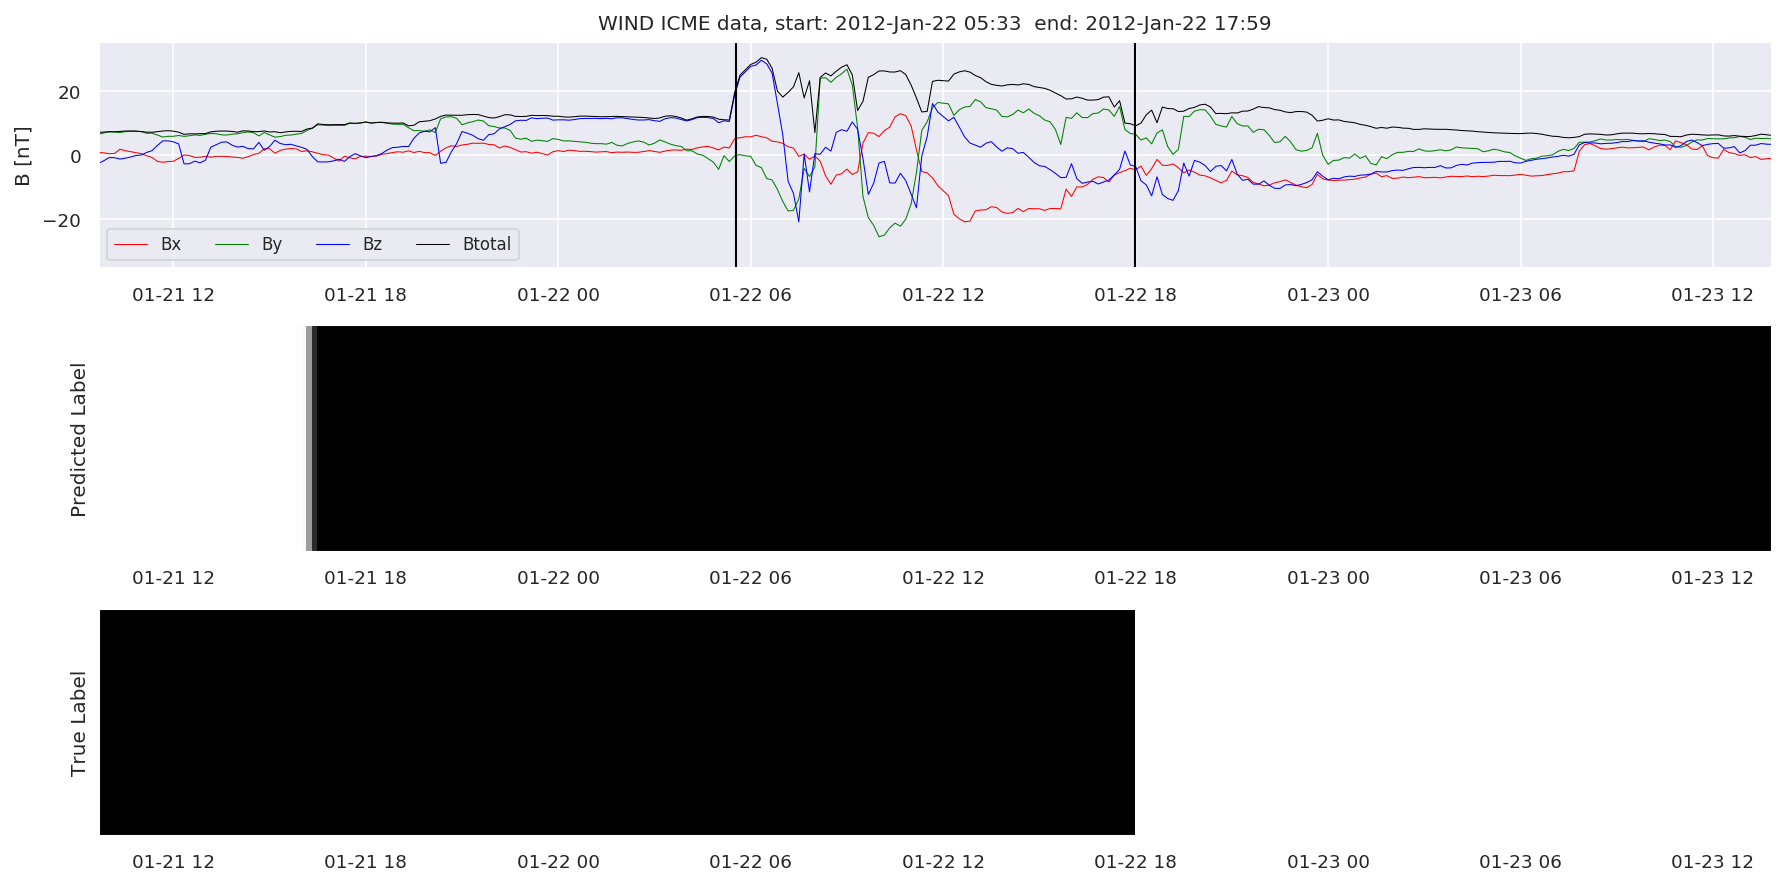 WIND ICME data, start: 2012-Jan-22 05:33  end: 2012-Jan-22 17:59
B [nT]
20
0
−20
Bx By Bz Btotal
01-21 12 01-21 18 01-22 00 01-22 06 01-22 12 01-22 18 01-23 00 01-23 06 01-23 12
Predicted Label
01-21 12 01-21 18 01-22 00 01-22 06 01-22 12 01-22 18 01-23 00 01-23 06 01-23 12
True Label
01-21 12 01-21 18 01-22 00 01-22 06 01-22 12 01-22 18 01-23 00 01-23 06 01-23 12